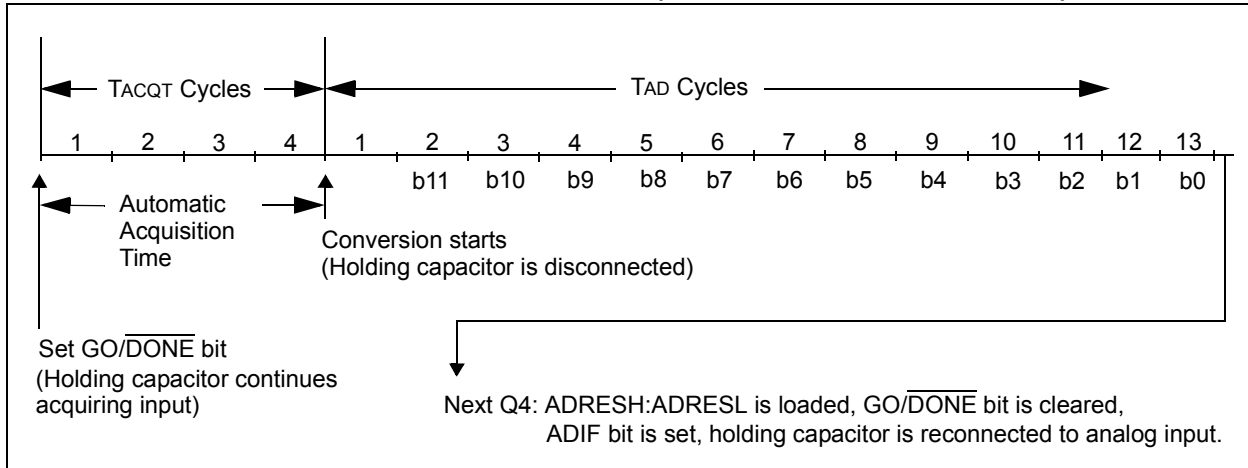 TACQT Cycles
TAD Cycles
1 2 3 4 1 2 3 4 5 6 7 8 9 10 11 12 13
b11 b10 b9 b8 b7 b6 b5 b4 b3 b2 b1 b0
Automatic
Acquisition
Time
Conversion starts
(Holding capacitor is disconnected)
Set GO/DONE bit
(Holding capacitor continues
acquiring input)
Next Q4: ADRESH:ADRESL is loaded, GO/DONE bit is cleared,
ADIF bit is set, holding capacitor is reconnected to analog input.